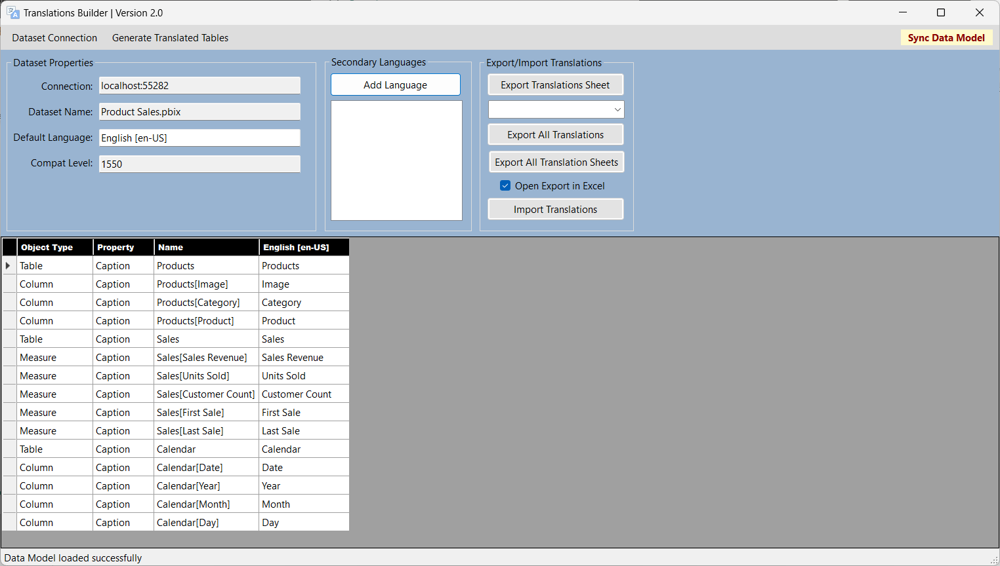 Translations Builder | Version 2.0
Dataset Connection Generate Translated Tables Sync Data Model
Dataset Properties
Connection: localhost:55282
Dataset Name: Product Sales.pbix
Default Language: English [en-US]
Compat Level: 1550
Secondary Languages
Add Language
Export/Import Translations
Export Translations Sheet
Export All Translations
Export All Translation Sheets
Open Export in Excel
Import Translations
Object Type Property Name English [en-US]
Table Caption Products Products
Column Caption Products[Image] Image
Column Caption Products[Category] Category
Column Caption Products[Product] Product
Table Caption Sales Sales
Measure Caption Sales[Sales Revenue] Sales Revenue
Measure Caption Sales[Units Sold] Units Sold
Measure Caption Sales[Customer Count] Customer Count
Measure Caption Sales[First Sale] First Sale
Measure Caption Sales[Last Sale] Last Sale
Table Caption Calendar Calendar
Column Caption Calendar[Date] Date
Column Caption Calendar[Year] Year
Column Caption Calendar[Month] Month
Column Caption Calendar[Day] Day
Data Model loaded successfully